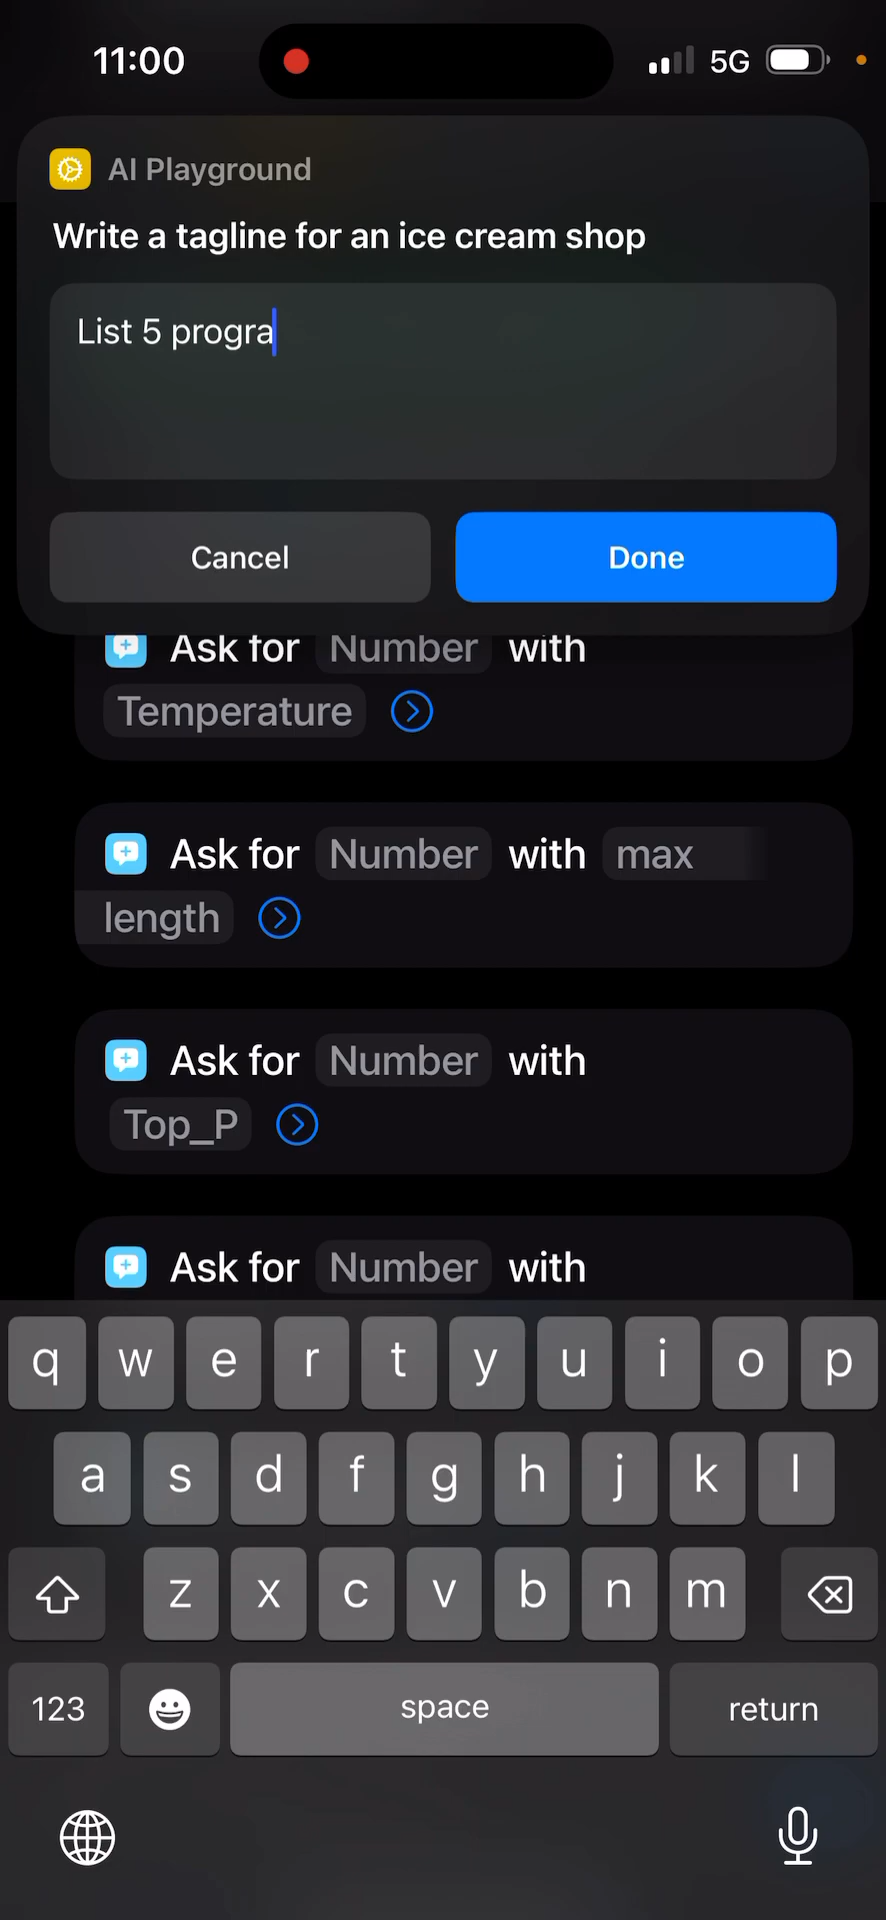 11:00
5G
AI Playground
Write a tagline for an ice cream shop
List 5 progra
Cancel
Done
Ask for Number with
Temperature
Ask for Number with max
length
Ask for Number with
Top_P
Ask for Number with
q w e r t y u i o p
a s d f g h j k l
z x c v b n m
123 space return